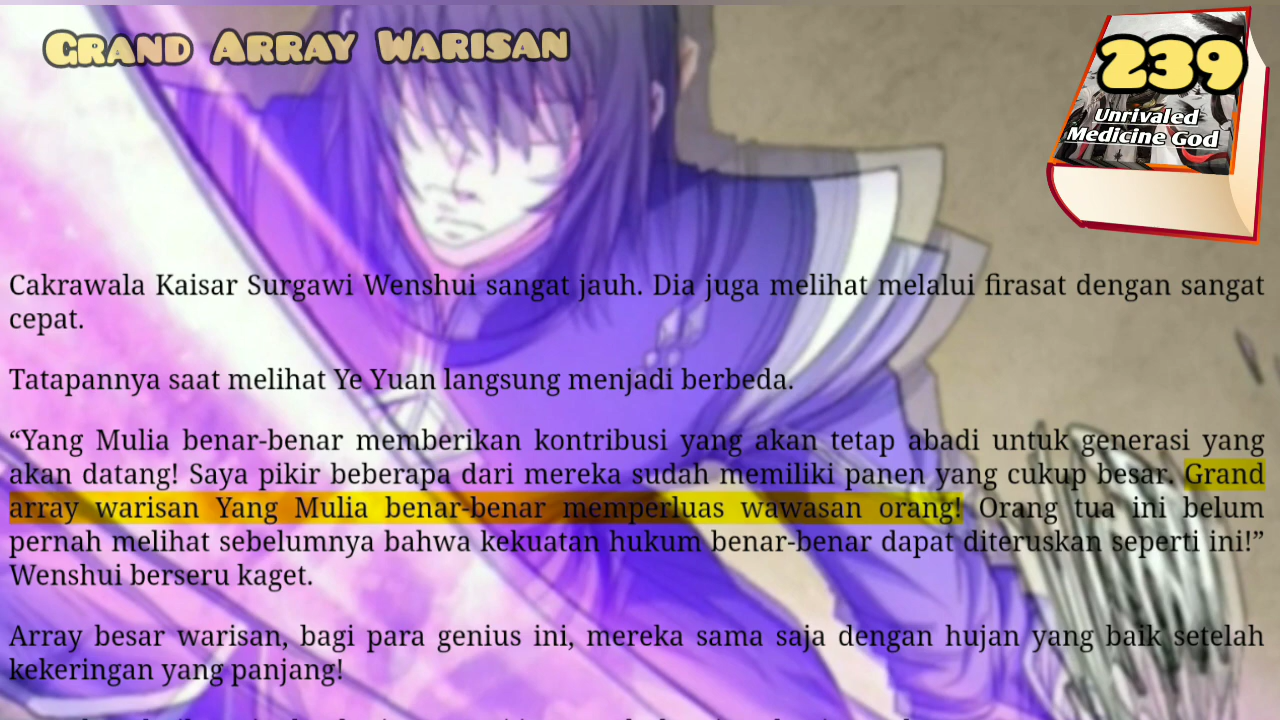 GRAND ARRAY WARISAN
239
Unrivaled
Medicine God
Cakrawala Kaisar Surgawi Wenshui sangat jauh. Dia juga melihat melalui firasat dengan sangat
cepat.
Tatapannya saat melihat Ye Yuan langsung menjadi berbeda.
“Yang Mulia benar-benar memberikan kontribusi yang akan tetap abadi untuk generasi yang
akan datang! Saya pikir beberapa dari mereka sudah memiliki panen yang cukup besar. Grand
array warisan Yang Mulia benar-benar memperluas wawasan orang! Orang tua ini belum
pernah melihat sebelumnya bahwa kekuatan hukum benar-benar dapat diteruskan seperti ini!”
Wenshui berseru kaget.
Array besar warisan, bagi para genius ini, mereka sama saja dengan hujan yang baik setelah
kekeringan yang panjang!